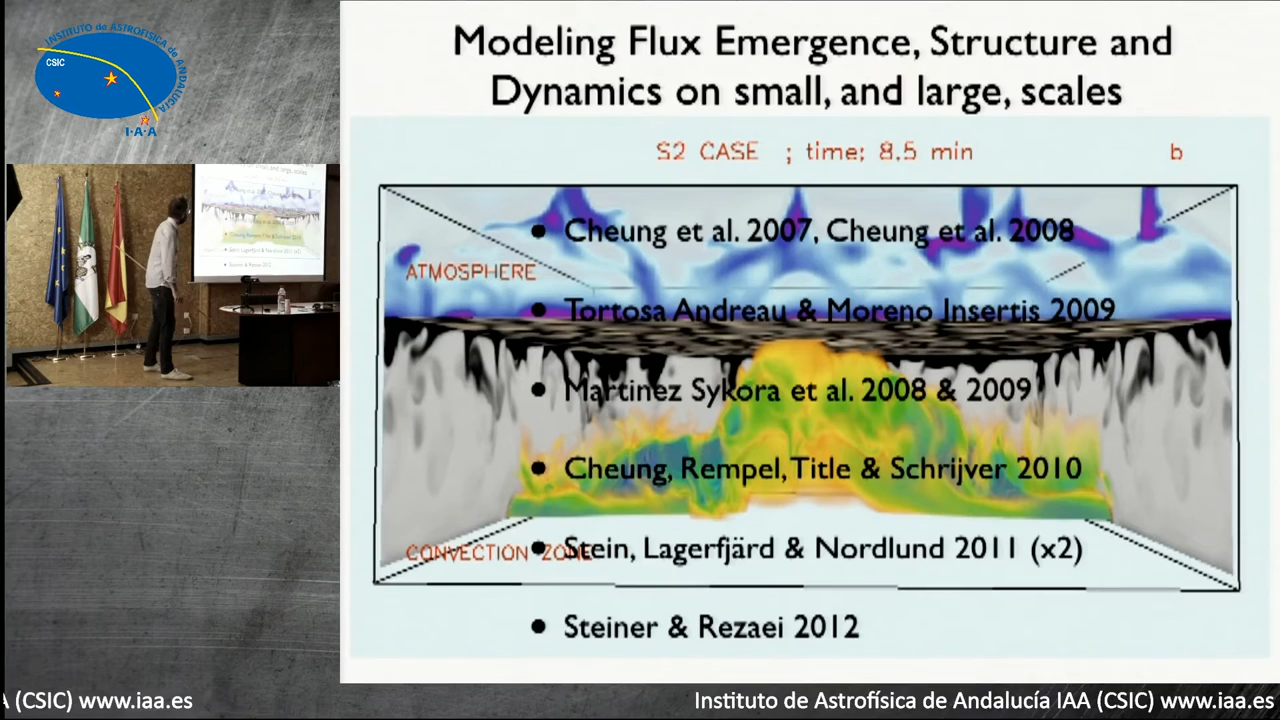 INSTITUTO de ASTROFÍSICA de ANDALUCÍA
CSIC
I·A·A
Modeling Flux Emergence, Structure and
Dynamics on small, and large, scales
S2 CASE ; time: 8.5 min b
• Cheung et al. 2007, Cheung et al. 2008
ATMOSPHERE
• Tortosa Andreau & Moreno Insertis 2009
• Martinez Sykora et al. 2008 & 2009
• Cheung, Rempel, Title & Schrijver 2010
CONVECTION ZONE
• Stein, Lagerfjärd & Nordlund 2011 (x2)
• Steiner & Rezaei 2012
A (CSIC) www.iaa.es
Instituto de Astrofísica de Andalucía IAA (CSIC) www.iaa.es